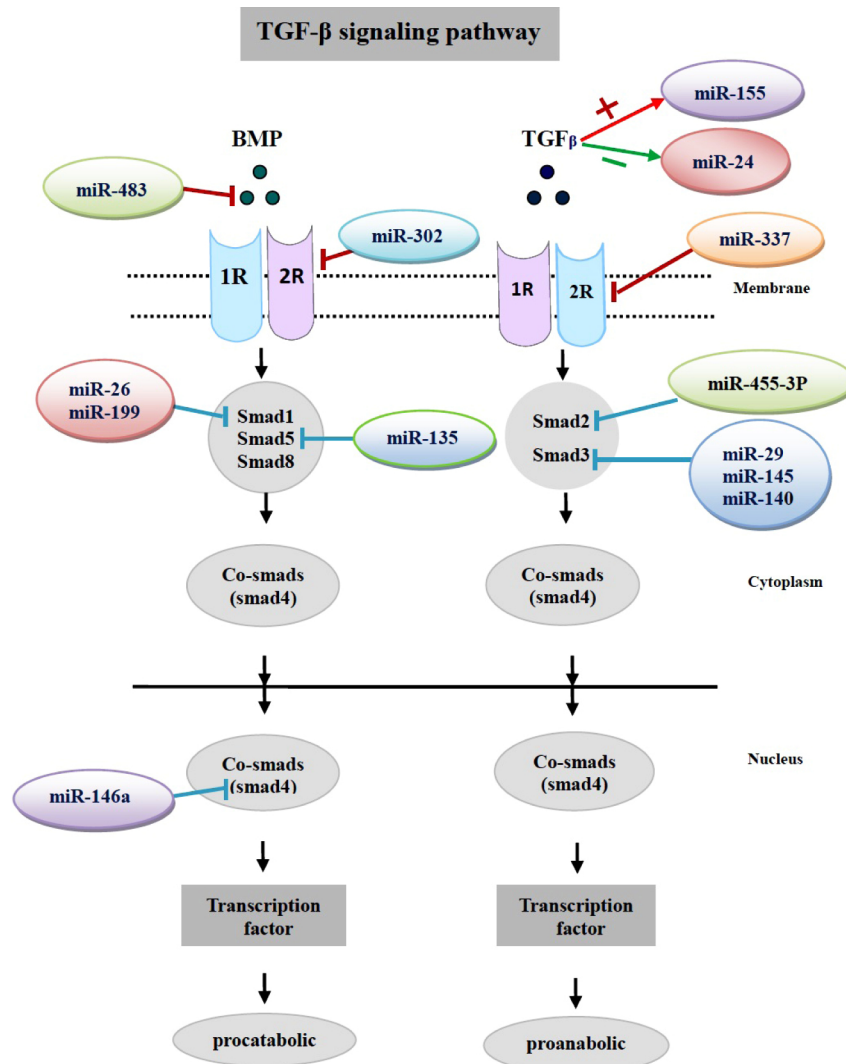 TGF-β signaling pathway
miR-155
BMP
TGFβ
miR-24
miR-483
miR-302
miR-337
1R
2R
1R
2R
Membrane
miR-26
miR-199
Smad1
Smad5
Smad8
miR-135
Smad2
Smad3
miR-455-3P
miR-29
miR-145
miR-140
Co-smads
(smad4)
Co-smads
(smad4)
Cytoplasm
Co-smads
(smad4)
Co-smads
(smad4)
Nucleus
miR-146a
Transcription
factor
Transcription
factor
procatabolic
proanabolic